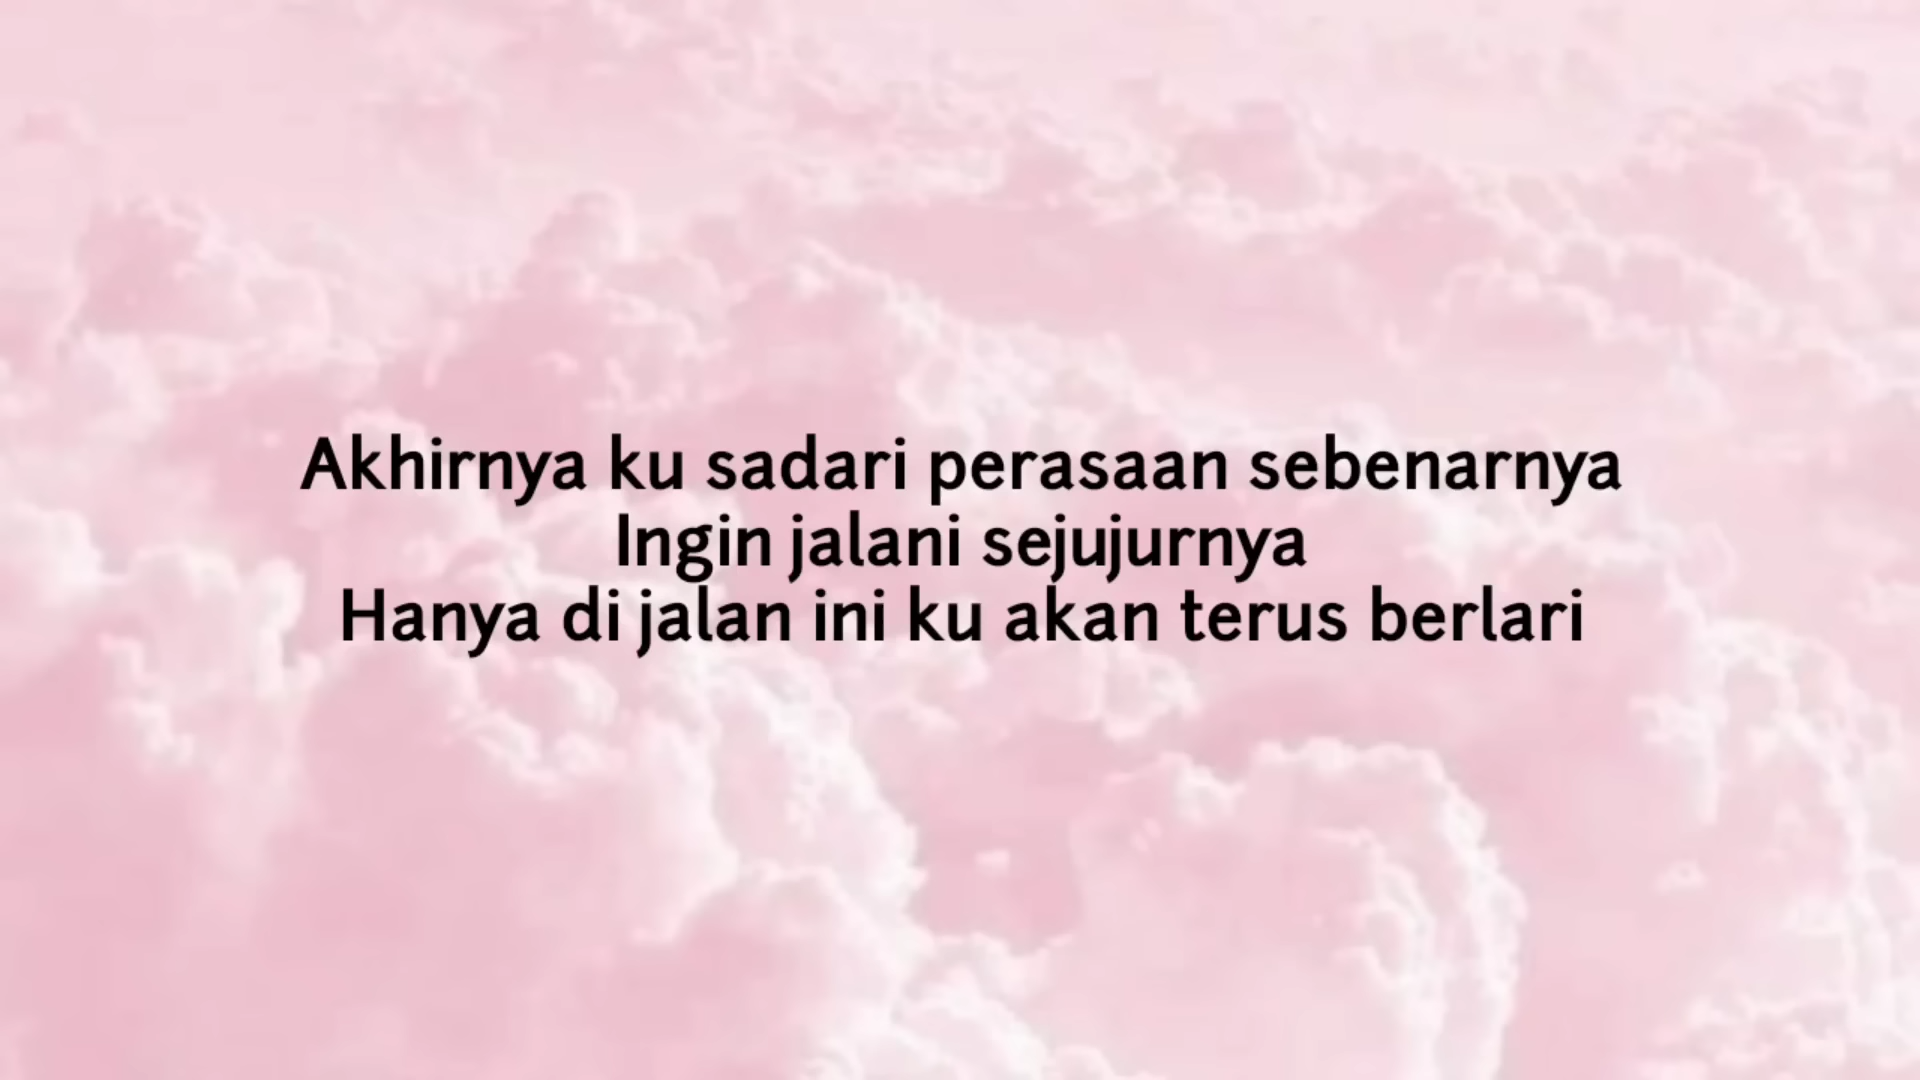 Akhirnya ku sadari perasaan sebenarnya
Ingin jalani sejujurnya
Hanya di jalan ini ku akan terus berlari